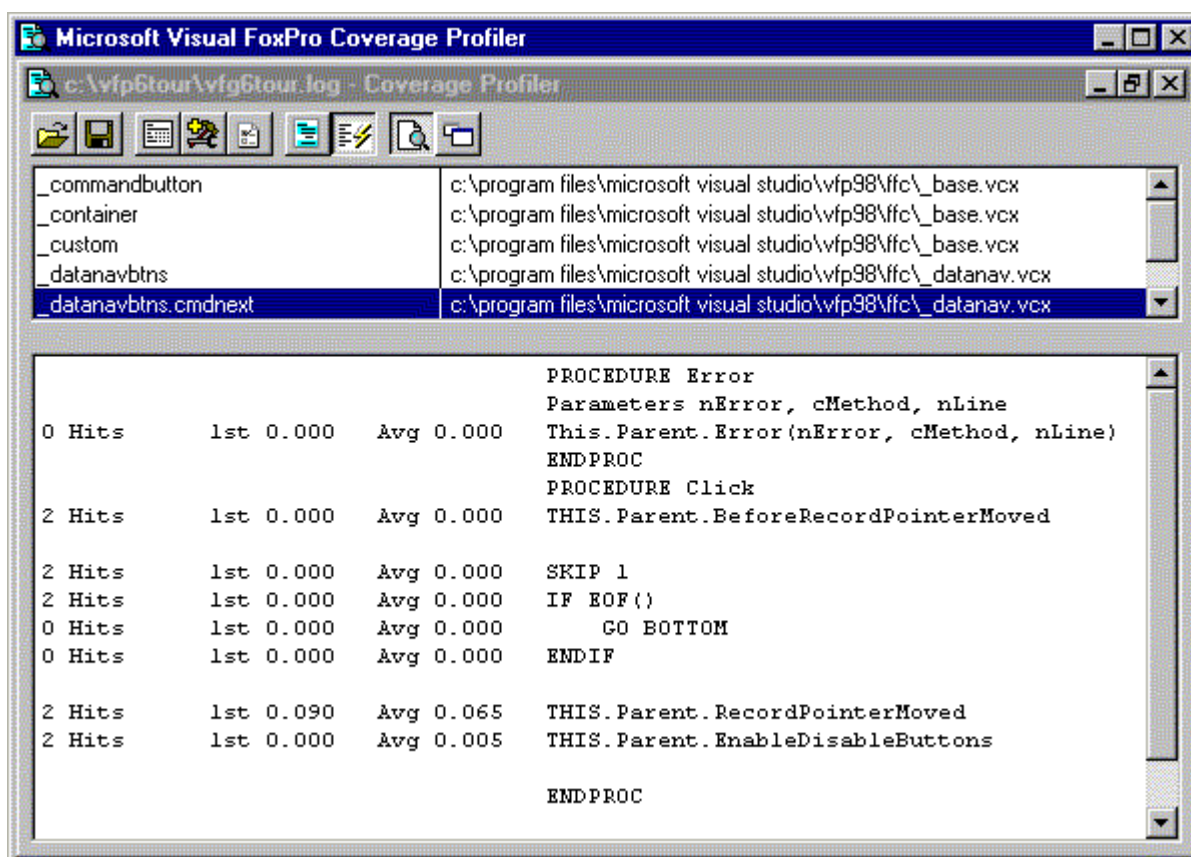 Microsoft Visual FoxPro Coverage Profiler
c:\vfp6tour\vfg6tour.log - Coverage Profiler
_commandbutton c:\program files\microsoft visual studio\vfp98\ffc\_base.vcx
_container c:\program files\microsoft visual studio\vfp98\ffc\_base.vcx
_custom c:\program files\microsoft visual studio\vfp98\ffc\_base.vcx
_datanavbtns c:\program files\microsoft visual studio\vfp98\ffc\_datanav.vcx
_datanavbtns.cmdnext c:\program files\microsoft visual studio\vfp98\ffc\_datanav.vcx
PROCEDURE Error
Parameters nError, cMethod, nLine
0 Hits 1st 0.000 Avg 0.000 This.Parent.Error(nError, cMethod, nLine)
ENDPROC
PROCEDURE Click
2 Hits 1st 0.000 Avg 0.000 THIS.Parent.BeforeRecordPointerMoved
2 Hits 1st 0.000 Avg 0.000 SKIP 1
2 Hits 1st 0.000 Avg 0.000 IF EOF()
0 Hits 1st 0.000 Avg 0.000 GO BOTTOM
0 Hits 1st 0.000 Avg 0.000 ENDIF
2 Hits 1st 0.090 Avg 0.065 THIS.Parent.RecordPointerMoved
2 Hits 1st 0.000 Avg 0.005 THIS.Parent.EnableDisableButtons
ENDPROC